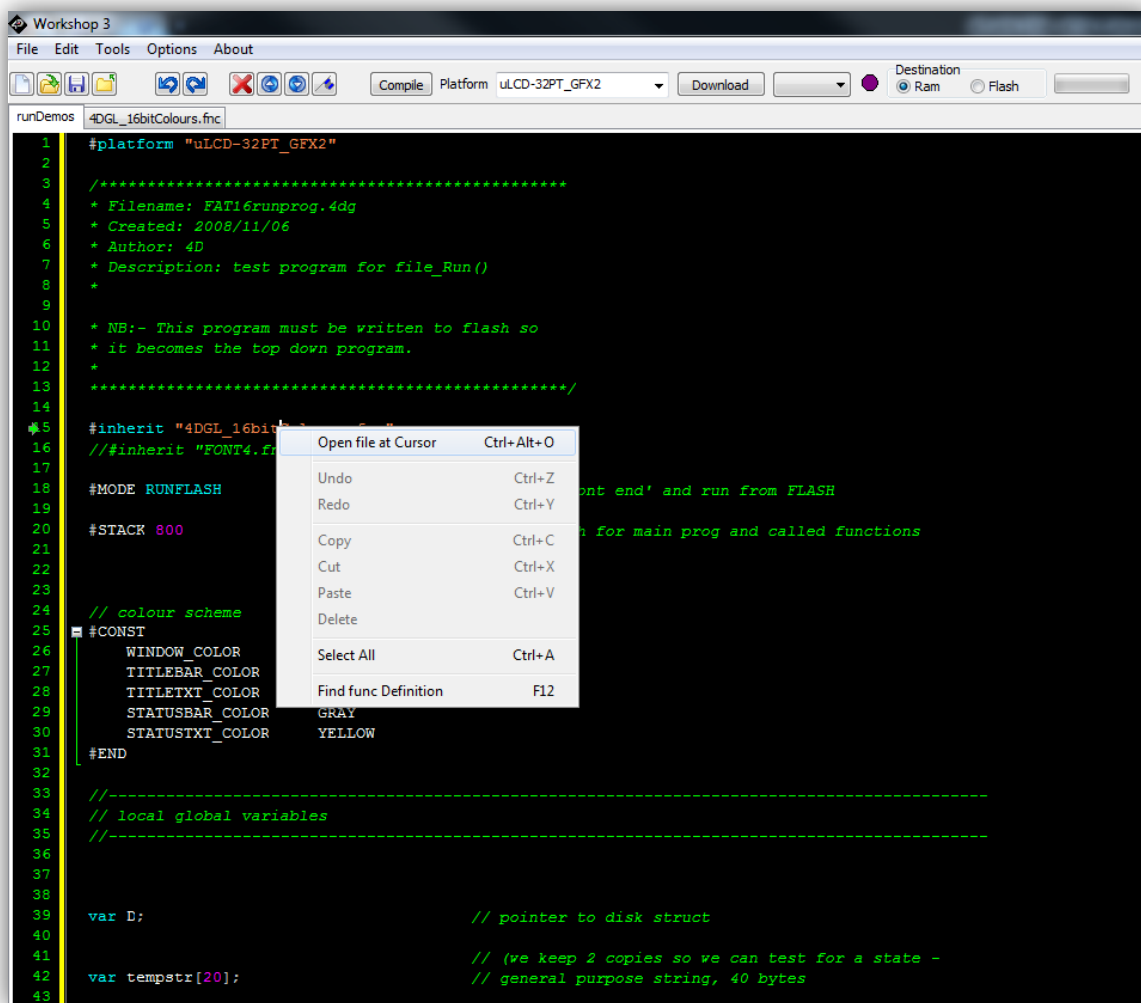 Workshop 3
File Edit Tools Options About
Compile Platform uLCD-32PT_GFX2 Download Destination Ram Flash
runDemos 4DGL_16bitColours.fnc
1 #platform "uLCD-32PT_GFX2"
2
3 /*************************************************
4 * Filename: FAT16runprog.4dg
5 * Created: 2008/11/06
6 * Author: 4D
7 * Description: test program for file_Run()
8 *
9
10 * NB:- This program must be written to flash so
11 * it becomes the top down program.
12 *
13 **************************************************/
14
15 #inherit "4DGL_16bit
16 //#inherit "FONT4.fn
17
18 #MODE RUNFLASH ont end' and run from FLASH
19
20 #STACK 800 for main prog and called functions
21
22
23
24 // colour scheme
25 #CONST
26 WINDOW_COLOR
27 TITLEBAR_COLOR
28 TITLETXT_COLOR
29 STATUSBAR_COLOR GRAY
30 STATUSTXT_COLOR YELLOW
31 #END
32
33 //--------------------------------------------------------------------------------------------
34 // local global variables
35 //--------------------------------------------------------------------------------------------
36
37
38
39 var D; // pointer to disk struct
40
41 // (we keep 2 copies so we can test for a state -
42 var tempstr[20]; // general purpose string, 40 bytes
43
Open file at Cursor Ctrl+Alt+O
Undo Ctrl+Z
Redo Ctrl+Y
Copy Ctrl+C
Cut Ctrl+X
Paste Ctrl+V
Delete
Select All Ctrl+A
Find func Definition F12